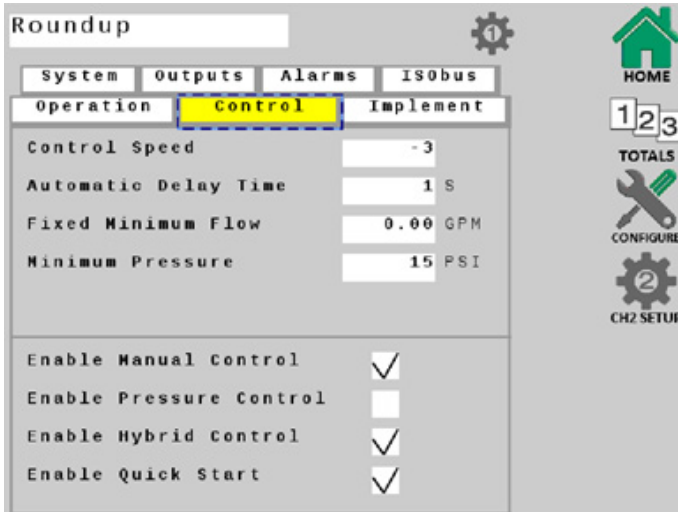 Roundup
1
HOME
System Outputs Alarms ISObus
Operation Control Implement
123
TOTALS
Control Speed -3
Automatic Delay Time 1 S
Fixed Minimum Flow 0.00 GPM
Minimum Pressure 15 PSI
CONFIGURE
2
CH2 SETUP
Enable Manual Control
Enable Pressure Control
Enable Hybrid Control
Enable Quick Start